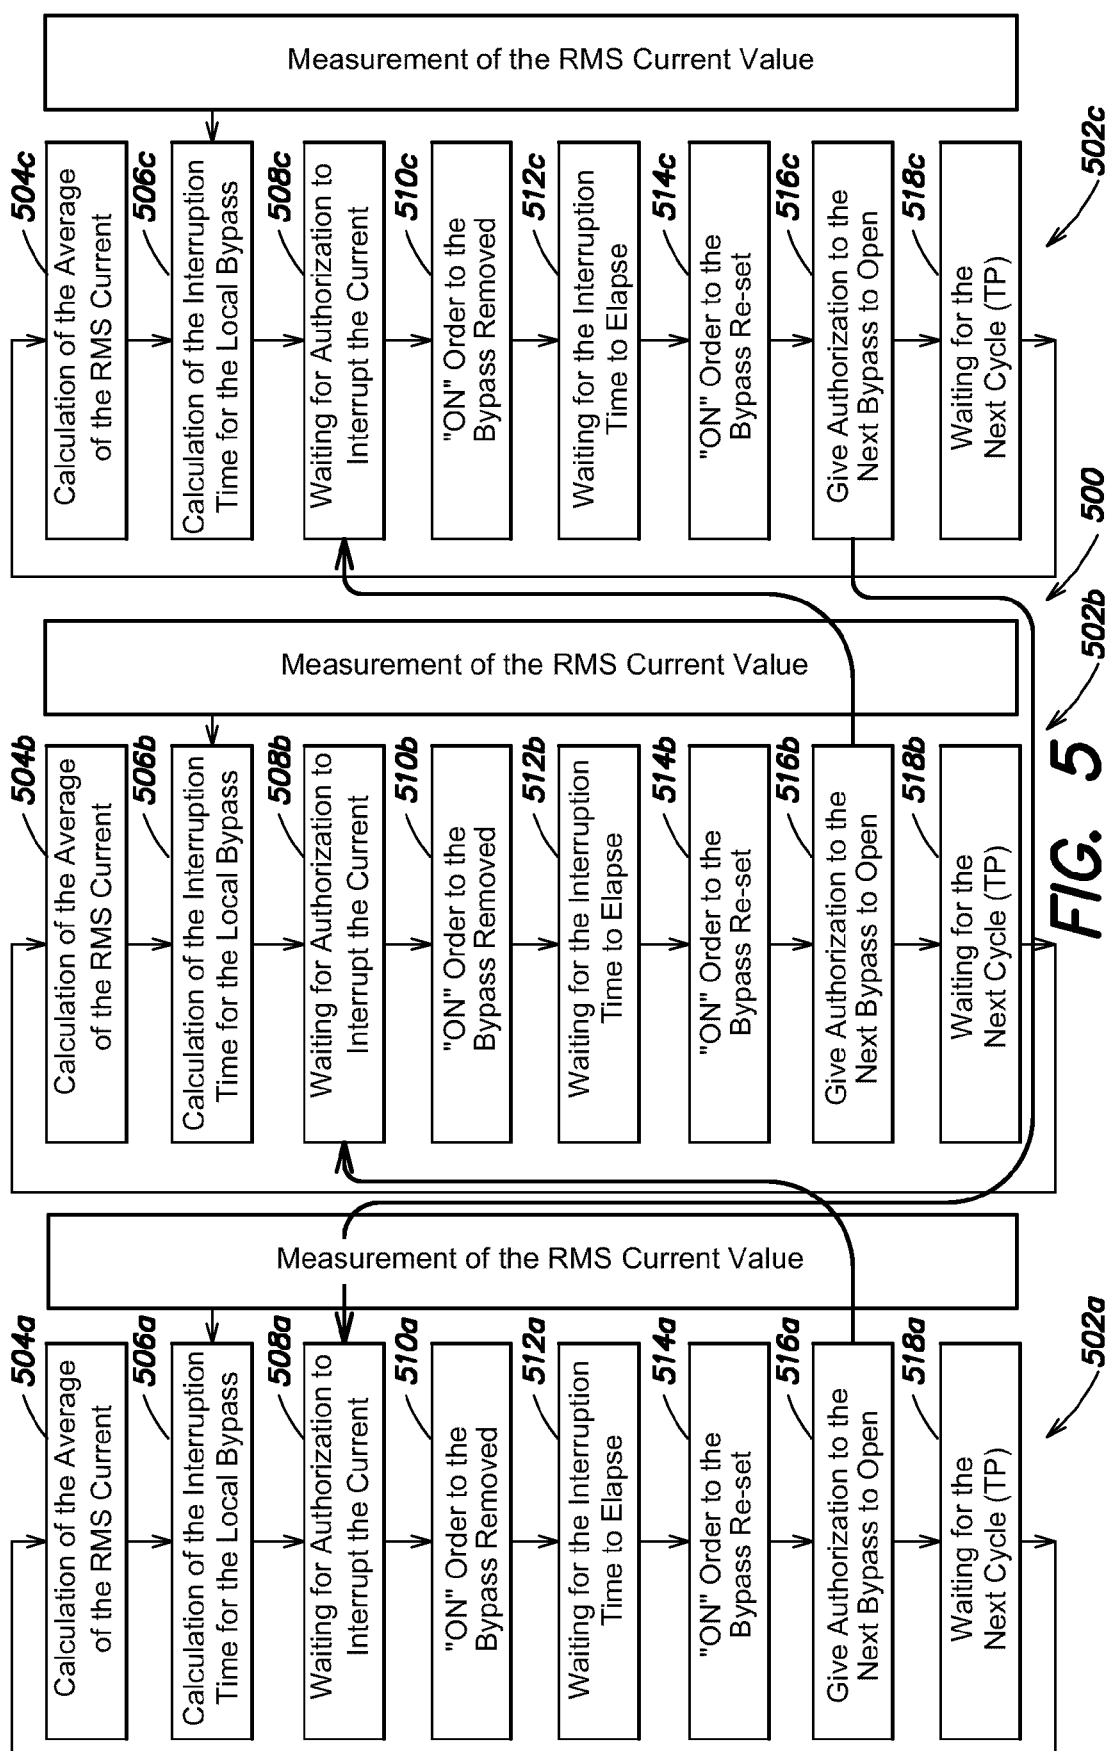 504a
Calculation of the Average
of the RMS Current
506a
Calculation of the Interruption
Time for the Local Bypass
508a
Waiting for Authorization to
Interrupt the Current
510a
"ON" Order to the
Bypass Removed
512a
Waiting for the Interruption
Time to Elapse
514a
"ON" Order to the
Bypass Re-set
516a
Give Authorization to the
Next Bypass to Open
518a
Waiting for the
Next Cycle (TP)
502a
Measurement of the RMS Current Value
504b
Calculation of the Average
of the RMS Current
506b
Calculation of the Interruption
Time for the Local Bypass
508b
Waiting for Authorization to
Interrupt the Current
510b
"ON" Order to the
Bypass Removed
512b
Waiting for the Interruption
Time to Elapse
514b
"ON" Order to the
Bypass Re-set
516b
Give Authorization to the
Next Bypass to Open
518b
Waiting for the
Next Cycle (TP)
502b
Measurement of the RMS Current Value
504c
Calculation of the Average
of the RMS Current
506c
Calculation of the Interruption
Time for the Local Bypass
508c
Waiting for Authorization to
Interrupt the Current
510c
"ON" Order to the
Bypass Removed
512c
Waiting for the Interruption
Time to Elapse
514c
"ON" Order to the
Bypass Re-set
516c
Give Authorization to the
Next Bypass to Open
518c
Waiting for the
Next Cycle (TP)
502c
Measurement of the RMS Current Value
500
FIG. 5